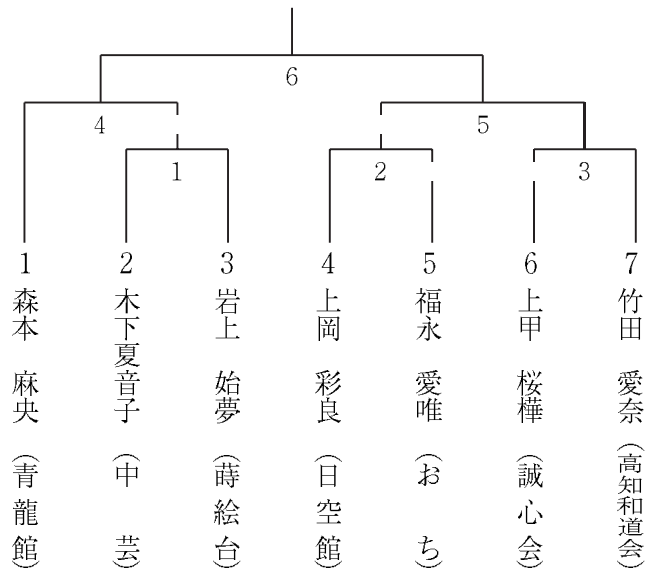 6
4
5
1
2
3
1
森本 麻央 (青龍館)
2
木下夏音子 (中芸)
3
岩上 始夢 (蒔絵台)
4
上岡 彩良 (日空館)
5
福永 愛唯 (おち)
6
上甲 桜樺 (誠心会)
7
竹田 愛奈 (高知和道会)